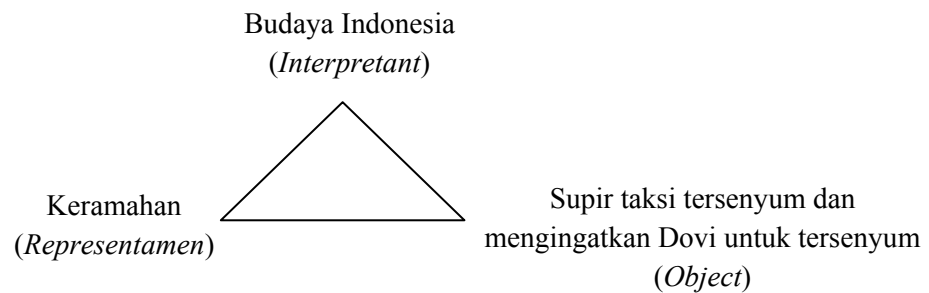 Budaya Indonesia
(Interpretant)
Keramahan
(Representamen)
Supir taksi tersenyum dan
mengingatkan Dovi untuk tersenyum
(Object)